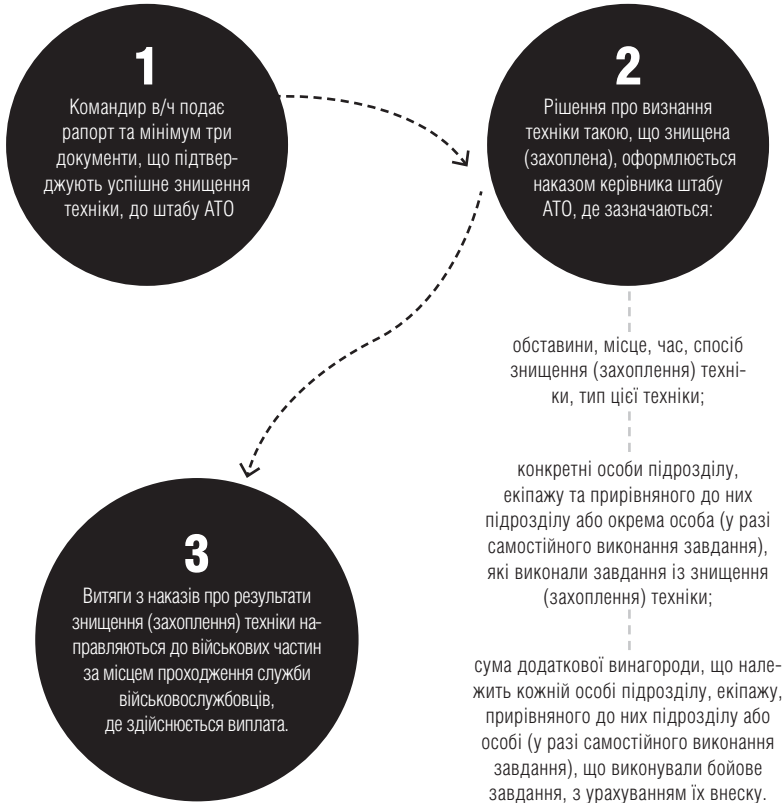 1
Командир в/ч подає
рапорт та мінімум три
документи, що підтвер-
джують успішне знищення
техніки, до штабу АТО
2
Рішення про визнання
техніки такою, що знищена
(захоплена), оформлюється
наказом керівника штабу
АТО, де зазначаються:
обставини, місце, час, спосіб
знищення (захоплення) техні-
ки, тип цієї техніки;
конкретні особи підрозділу,
екіпажу та прирівняного до них
підрозділу або окрема особа (у разі
самостійного виконання завдання),
які виконали завдання із знищення
(захоплення) техніки;
сума додаткової винагороди, що нале-
жить кожній особі підрозділу, екіпажу,
прирівняного до них підрозділу або
особі (у разі самостійного виконання
завдання), що виконували бойове
завдання, з урахуванням їх внеску.
3
Витяги з наказів про результати
знищення (захоплення) техніки на-
правляються до військових частин
за місцем проходження служби
військовослужбовців,
де здійснюється виплата.